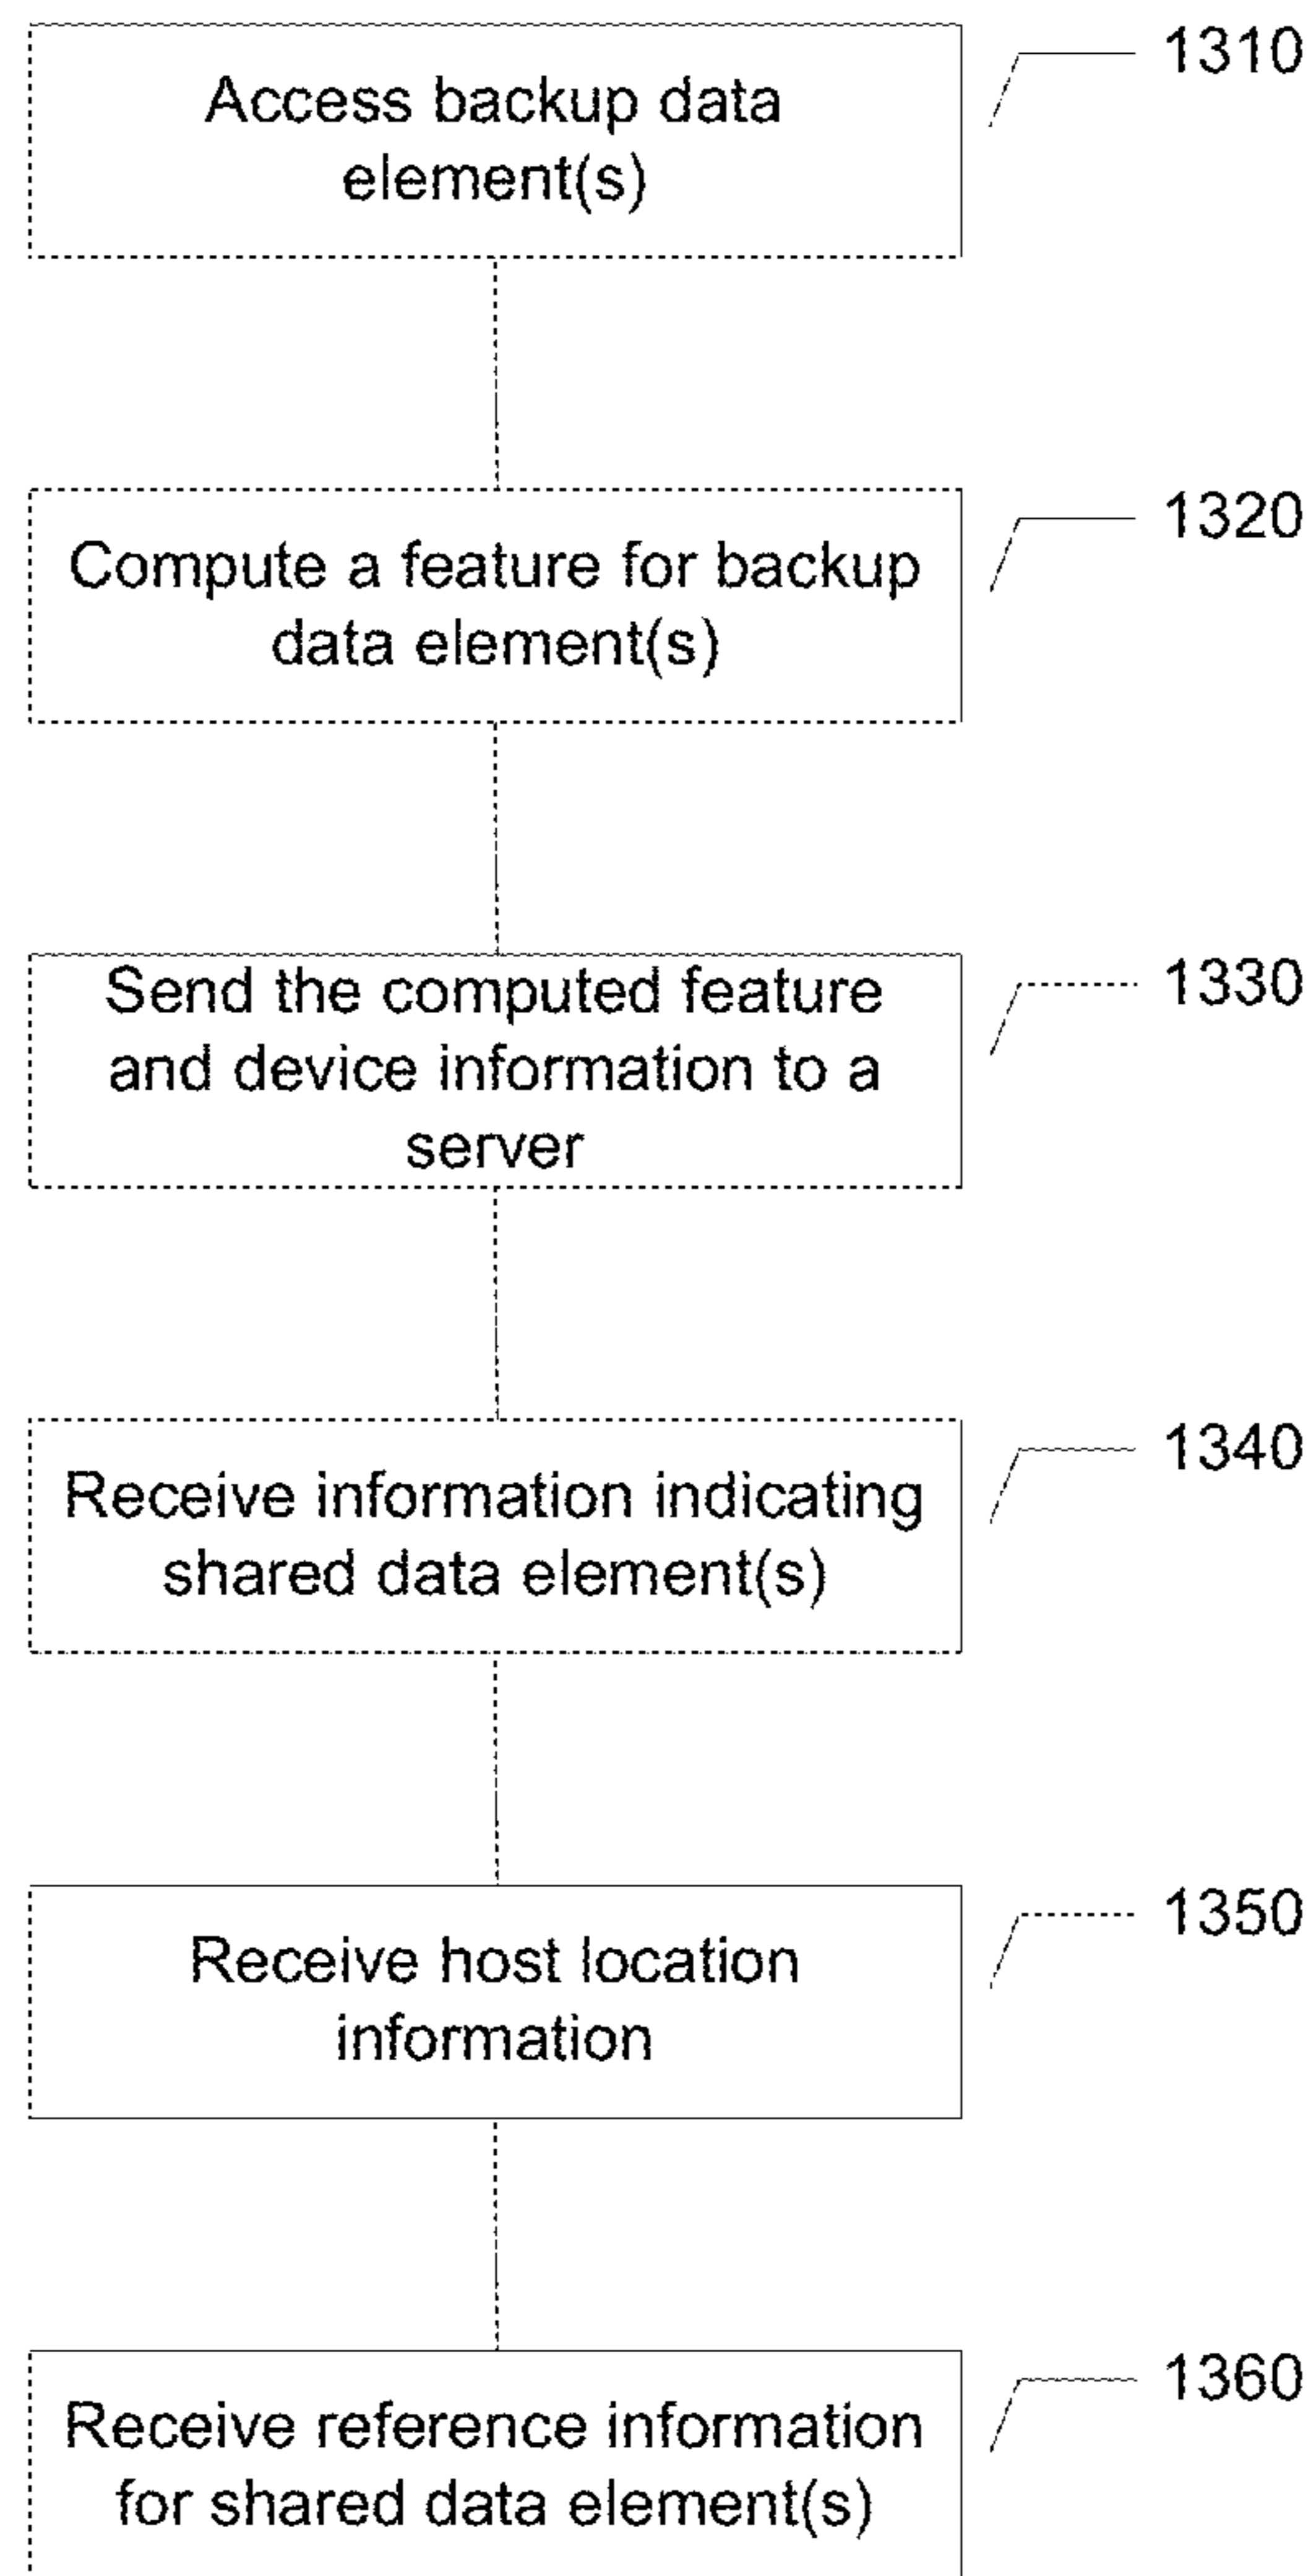 Access backup data
element(s)
1310
Compute a feature for backup
data element(s)
1320
Send the computed feature
and device information to a
server
1330
Receive information indicating
shared data element(s)
1340
Receive host location
information
1350
Receive reference information
for shared data element(s)
1360